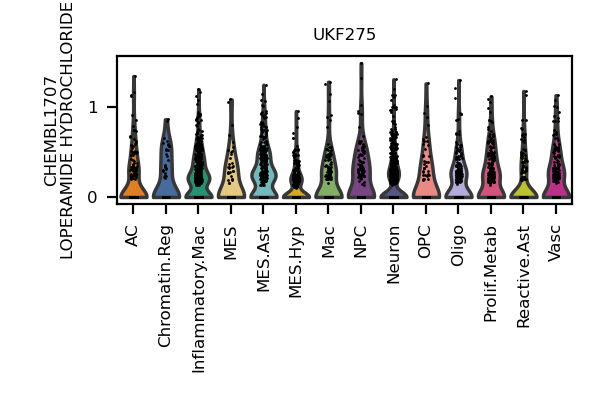 UKF275
CHEMBL1707
LOPERAMIDE HYDROCHLORIDE
1
0
AC
Chromatin.Reg
Inflammatory.Mac
MES
MES.Ast
MES.Hyp
Mac
NPC
Neuron
OPC
Oligo
Prolif.Metab
Reactive.Ast
Vasc